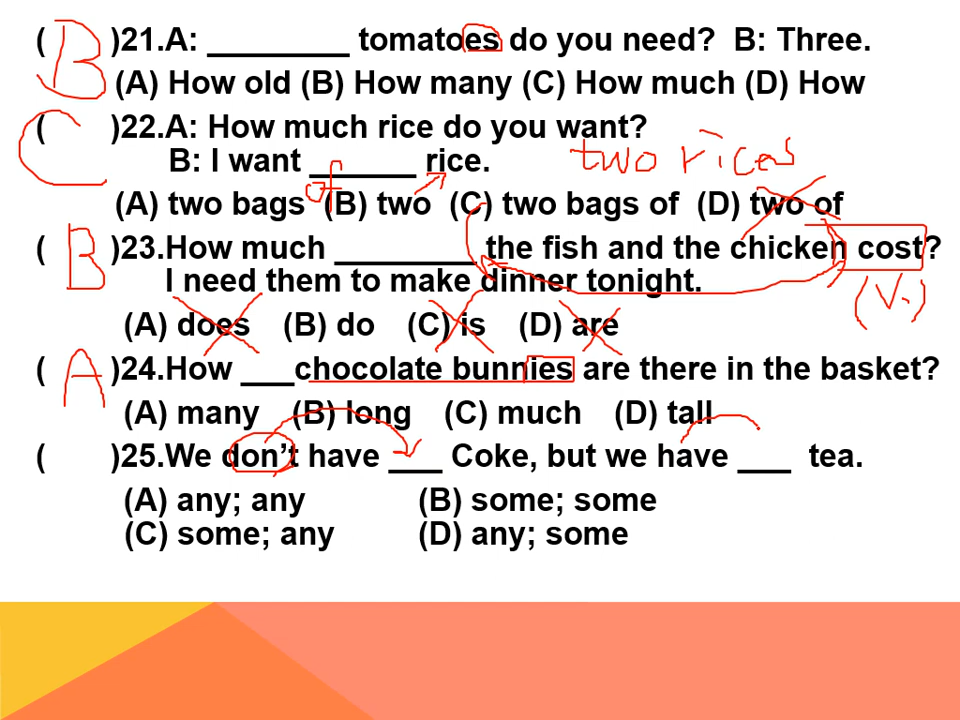 ( B )21.A: ________ tomatoes do you need? B: Three.
(A) How old (B) How many (C) How much (D) How
( C )22.A: How much rice do you want?
B: I want ______ rice. two rices
of
(A) two bags (B) two (C) two bags of (D) two of
( B )23.How much ________ the fish and the chicken cost?
I need them to make dinner tonight. (V.)
(A) does (B) do (C) is (D) are
( A )24.How ___chocolate bunnies are there in the basket?
(A) many (B) long (C) much (D) tall
( )25.We don't have ___ Coke, but we have ___ tea.
(A) any; any (B) some; some
(C) some; any (D) any; some